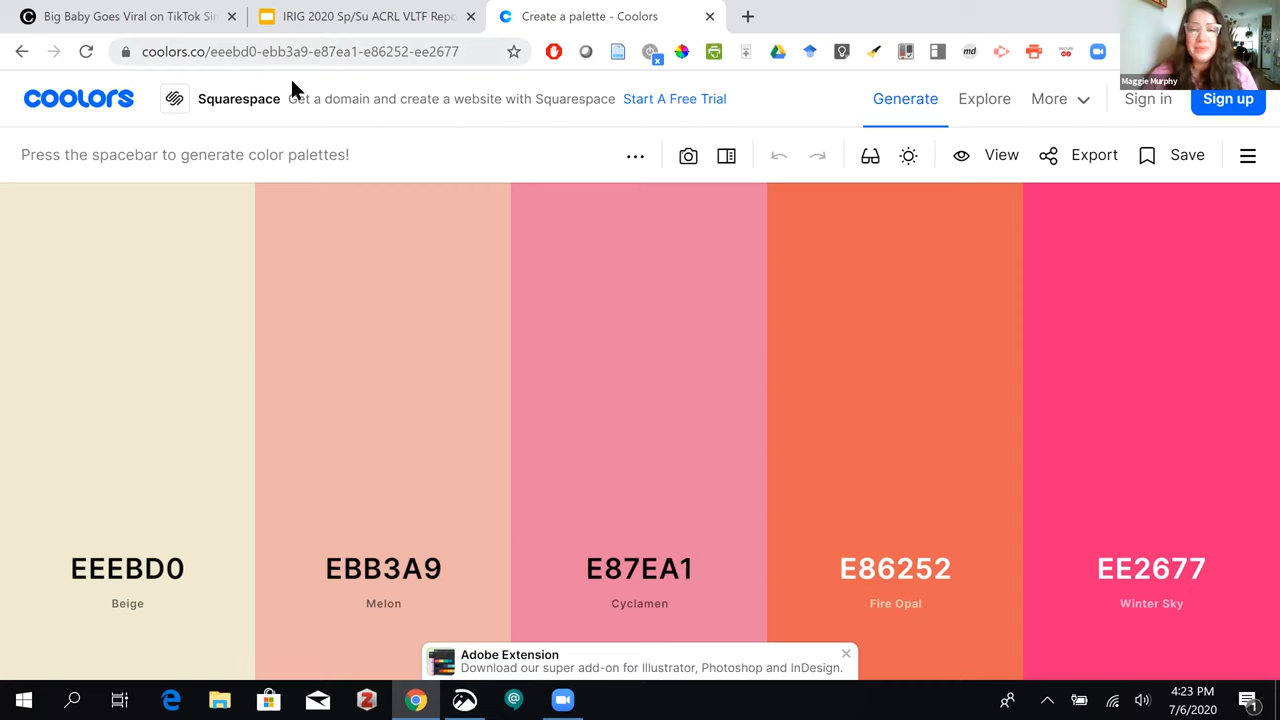 Big Baby Goes Viral on TikTok Sin
IRIG 2020 Sp/Su ACRL VLTF Repo
Create a palette - Coolors
coolors.co/eeebd0-ebb3a9-e87ea1-e86252-ee2677
Maggie Murphy
coolors
Squarespace Get a domain and create a website with Squarespace Start A Free Trial
Generate Explore More Sign in Sign up
Press the spacebar to generate color palettes!
View Export Save
EEEBD0 EBB3A9 E87EA1 E86252 EE2677
Beige Melon Cyclamen Fire Opal Winter Sky
Adobe Extension
Download our super add-on for Illustrator, Photoshop and InDesign.
4:23 PM
7/6/2020